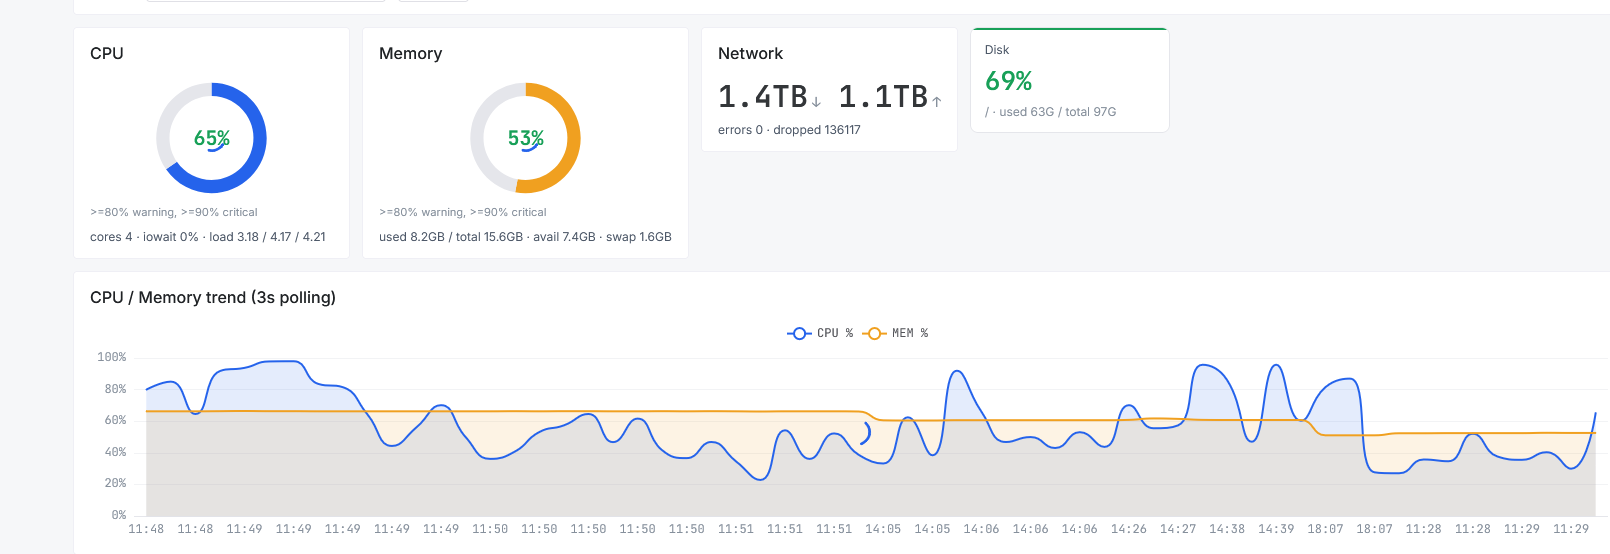 CPU
65%
>=80% warning, >=90% critical
cores 4 · iowait 0% · load 3.18 / 4.17 / 4.21
Memory
53%
>=80% warning, >=90% critical
used 8.2GB / total 15.6GB · avail 7.4GB · swap 1.6GB
Network
1.4TB↓ 1.1TB↑
errors 0 · dropped 136117
Disk
69%
/ · used 63G / total 97G
CPU / Memory trend (3s polling)
CPU % MEM %
100%
80%
60%
40%
20%
0%
11:48 11:48 11:49 11:49 11:49 11:49 11:49 11:50 11:50 11:50 11:50 11:50 11:51 11:51 11:51 14:05 14:05 14:06 14:06 14:06 14:26 14:27 14:38 14:39 18:07 18:07 11:28 11:28 11:29 11:29